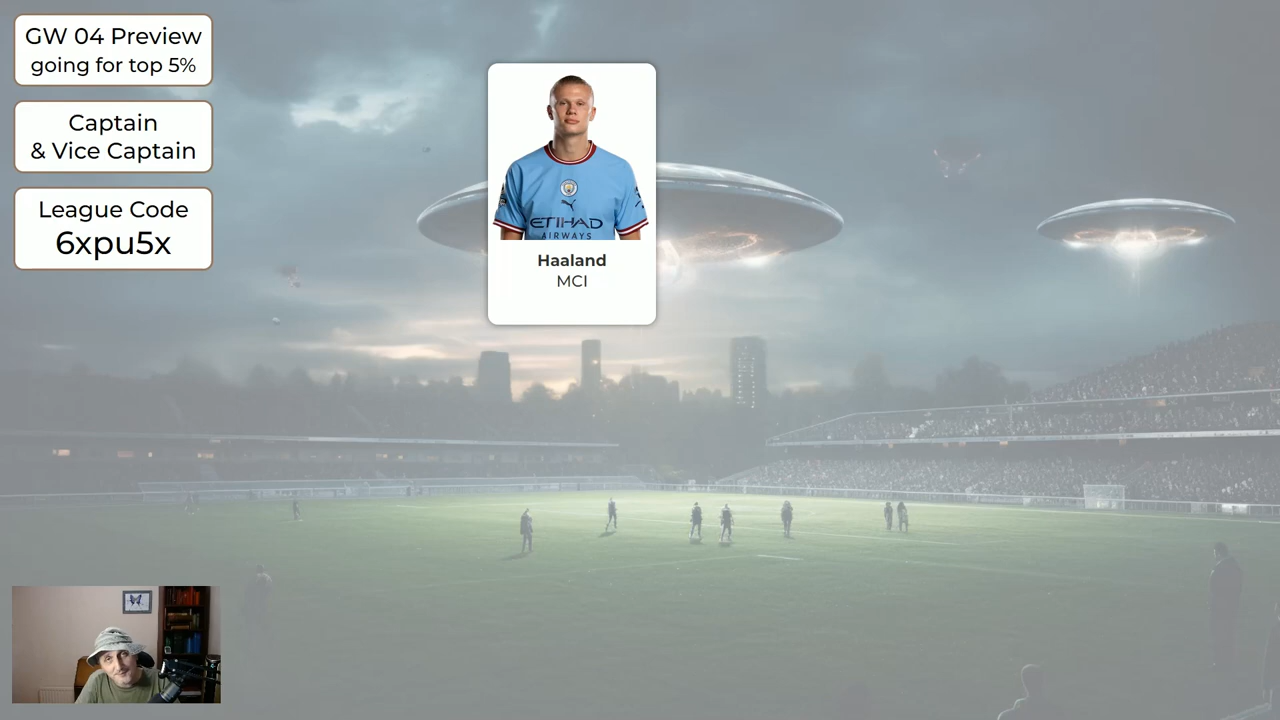 GW 04 Preview
going for top 5%
Captain
& Vice Captain
League Code
6xpu5x
ETIHAD
AIRWAYS
Haaland
MCI